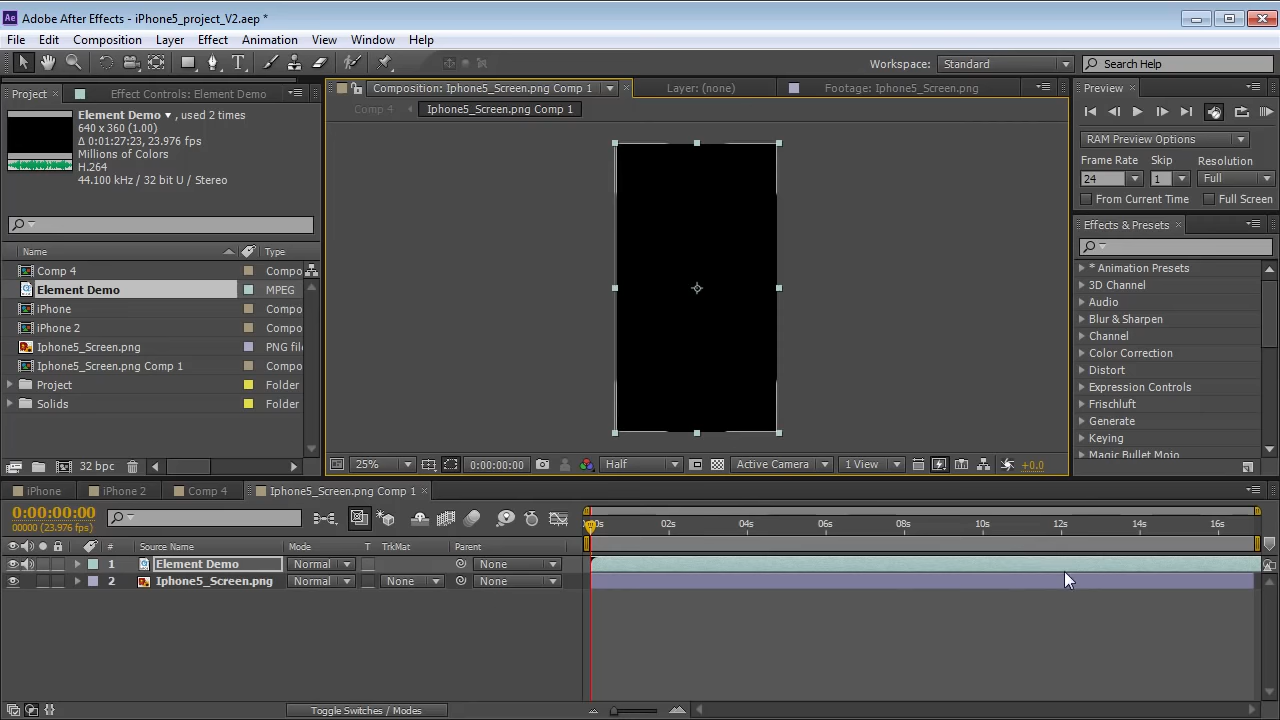 Ae Adobe After Effects - iPhone5_project_V2.aep *
File Edit Composition Layer Effect Animation View Window Help
T Workspace: Standard Search Help
Project Effect Controls: Element Demo
Composition: Iphone5_Screen.png Comp 1 Layer: (none) Footage: Iphone5_Screen.png
Preview
Comp 4 Iphone5_Screen.png Comp 1
Element Demo, used 2 times
640 x 360 (1.00)
Δ 0:01:27:23, 23.976 fps
Millions of Colors
H.264
44.100 kHz / 32 bit U / Stereo
RAM Preview Options
Frame Rate Skip Resolution
24 1 Full
From Current Time Full Screen
Effects & Presets
Name Type
Comp 4 Compo
Element Demo MPEG
iPhone Compo
iPhone 2 Compo
Iphone5_Screen.png PNG file
Iphone5_Screen.png Comp 1 Compo
Project Folder
Solids Folder
32 bpc
* Animation Presets
3D Channel
Audio
Blur & Sharpen
Channel
Color Correction
Distort
Expression Controls
Frischluft
Generate
Keying
Magic Bullet Mojo
25% 0:00:00:00 Half Active Camera 1 View +0.0
iPhone iPhone 2 Comp 4 Iphone5_Screen.png Comp 1
0:00:00:00
00000 (23.976 fps)
:00s 02s 04s 06s 08s 10s 12s 14s 16s
# Source Name Mode T TrkMat Parent
1 Element Demo Normal None
2 Iphone5_Screen.png Normal None None
Toggle Switches / Modes